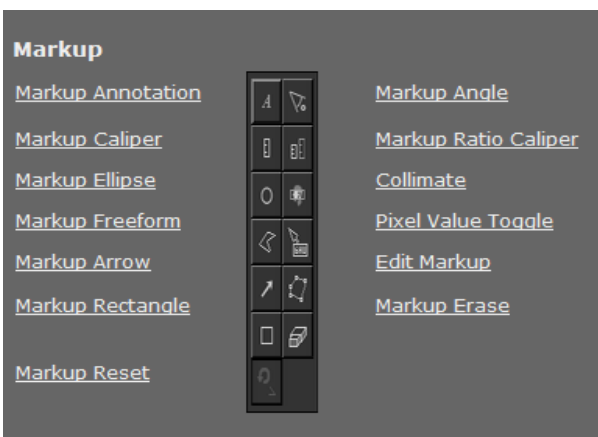 Markup
Markup Annotation
A
Markup Angle
Markup Caliper
Markup Ratio Caliper
Markup Ellipse
Collimate
Markup Freeform
Pixel Value Toggle
Markup Arrow
Edit Markup
Markup Rectangle
Markup Erase
Markup Reset